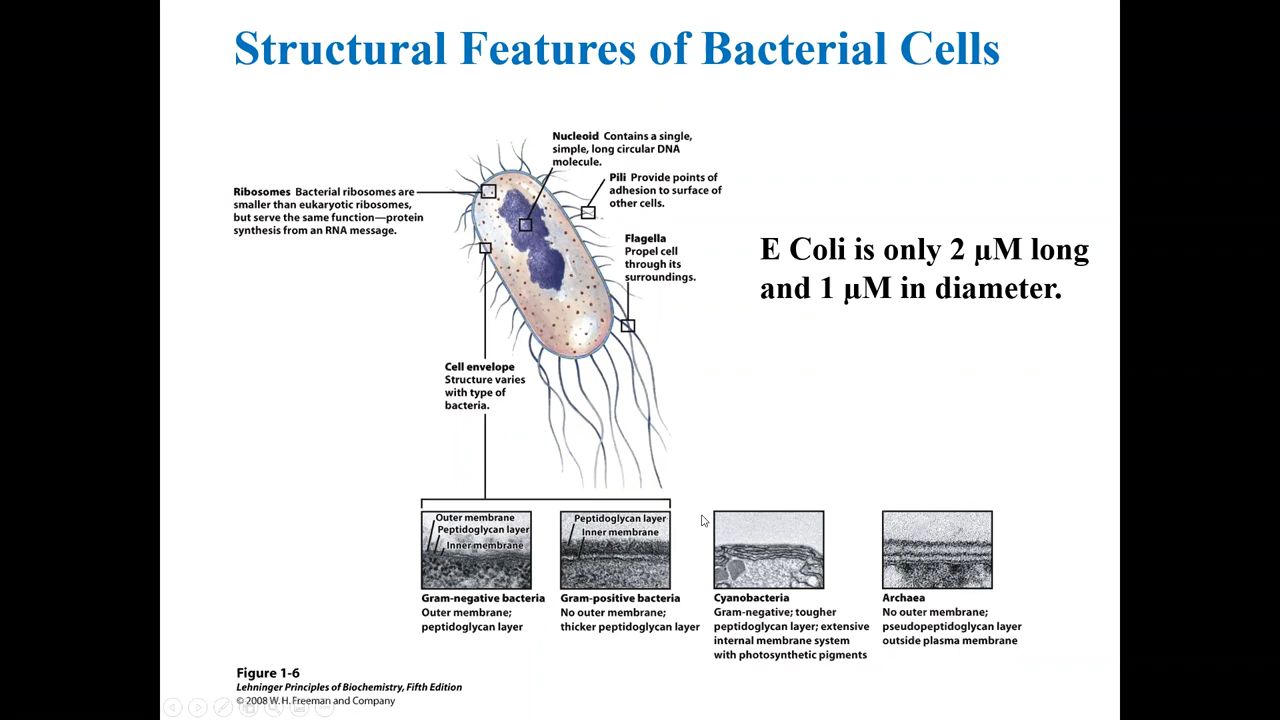 Structural Features of Bacterial Cells
Nucleoid Contains a single,
simple, long circular DNA
molecule.
Pili Provide points of
adhesion to surface of
other cells.
Ribosomes Bacterial ribosomes are
smaller than eukaryotic ribosomes,
but serve the same function—protein
synthesis from an RNA message.
Flagella
Propel cell
through its
surroundings.
E Coli is only 2 µM long
and 1 µM in diameter.
Cell envelope
Structure varies
with type of
bacteria.
Outer membrane
Peptidoglycan layer
Inner membrane
Peptidoglycan layer
Inner membrane
Gram-negative bacteria
Outer membrane;
peptidoglycan layer
Gram-positive bacteria
No outer membrane;
thicker peptidoglycan layer
Cyanobacteria
Gram-negative; tougher
peptidoglycan layer; extensive
internal membrane system
with photosynthetic pigments
Archaea
No outer membrane;
pseudopeptidoglycan layer
outside plasma membrane
Figure 1-6
Lehninger Principles of Biochemistry, Fifth Edition
© 2008 W. H. Freeman and Company